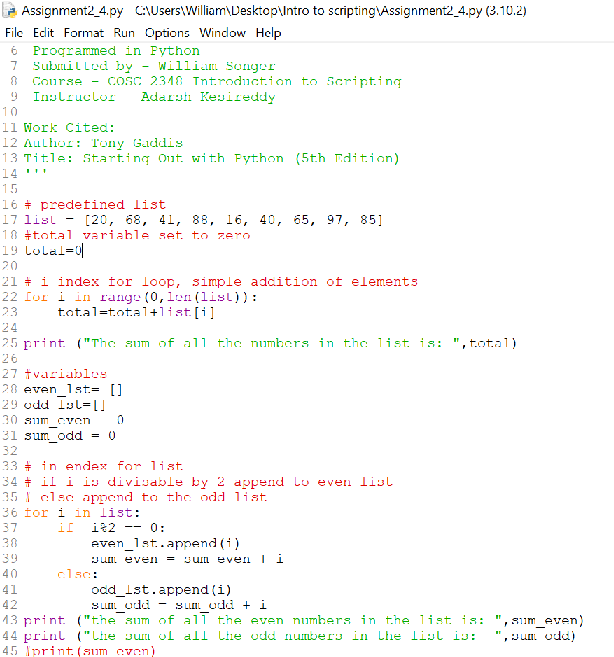 Assignment2_4.py - C:\Users\William\Desktop\Intro to scripting\Assignment2_4.py (3.10.2)
File Edit Format Run Options Window Help
6 Programmed in Python
7 Submitted by - William Songer
8 Course - COSC 2348 Introduction to Scripting
9 Instructor - Adarsh Kesireddy
10
11 Work Cited:
12 Author: Tony Gaddis
13 Title: Starting Out with Python (5th Edition)
14 '''
15
16 # predefined list
17 list = [20, 68, 41, 88, 16, 40, 65, 97, 85]
18 #total variable set to zero
19 total=0
20
21 # i index for loop, simple addition of elements
22 for i in range(0,len(list)):
23     total=total+list[i]
24
25 print ("The sum of all the numbers in the list is: ",total)
26
27 #variables
28 even_lst= []
29 odd_lst=[]
30 sum_even = 0
31 sum_odd = 0
32
33 # in endex for list
34 # if i is divisable by 2 append to even list
35 # else append to the odd list
36 for i in list:
37     if  i%2 == 0:
38         even_lst.append(i)
39         sum_even = sum_even + i
40     else:
41         odd_lst.append(i)
42         sum_odd = sum_odd + i
43 print ("the sum of all the even numbers in the list is: ",sum_even)
44 print ("the sum of all the odd numbers in the list is:  ",sum_odd)
45 #print(sum_even)